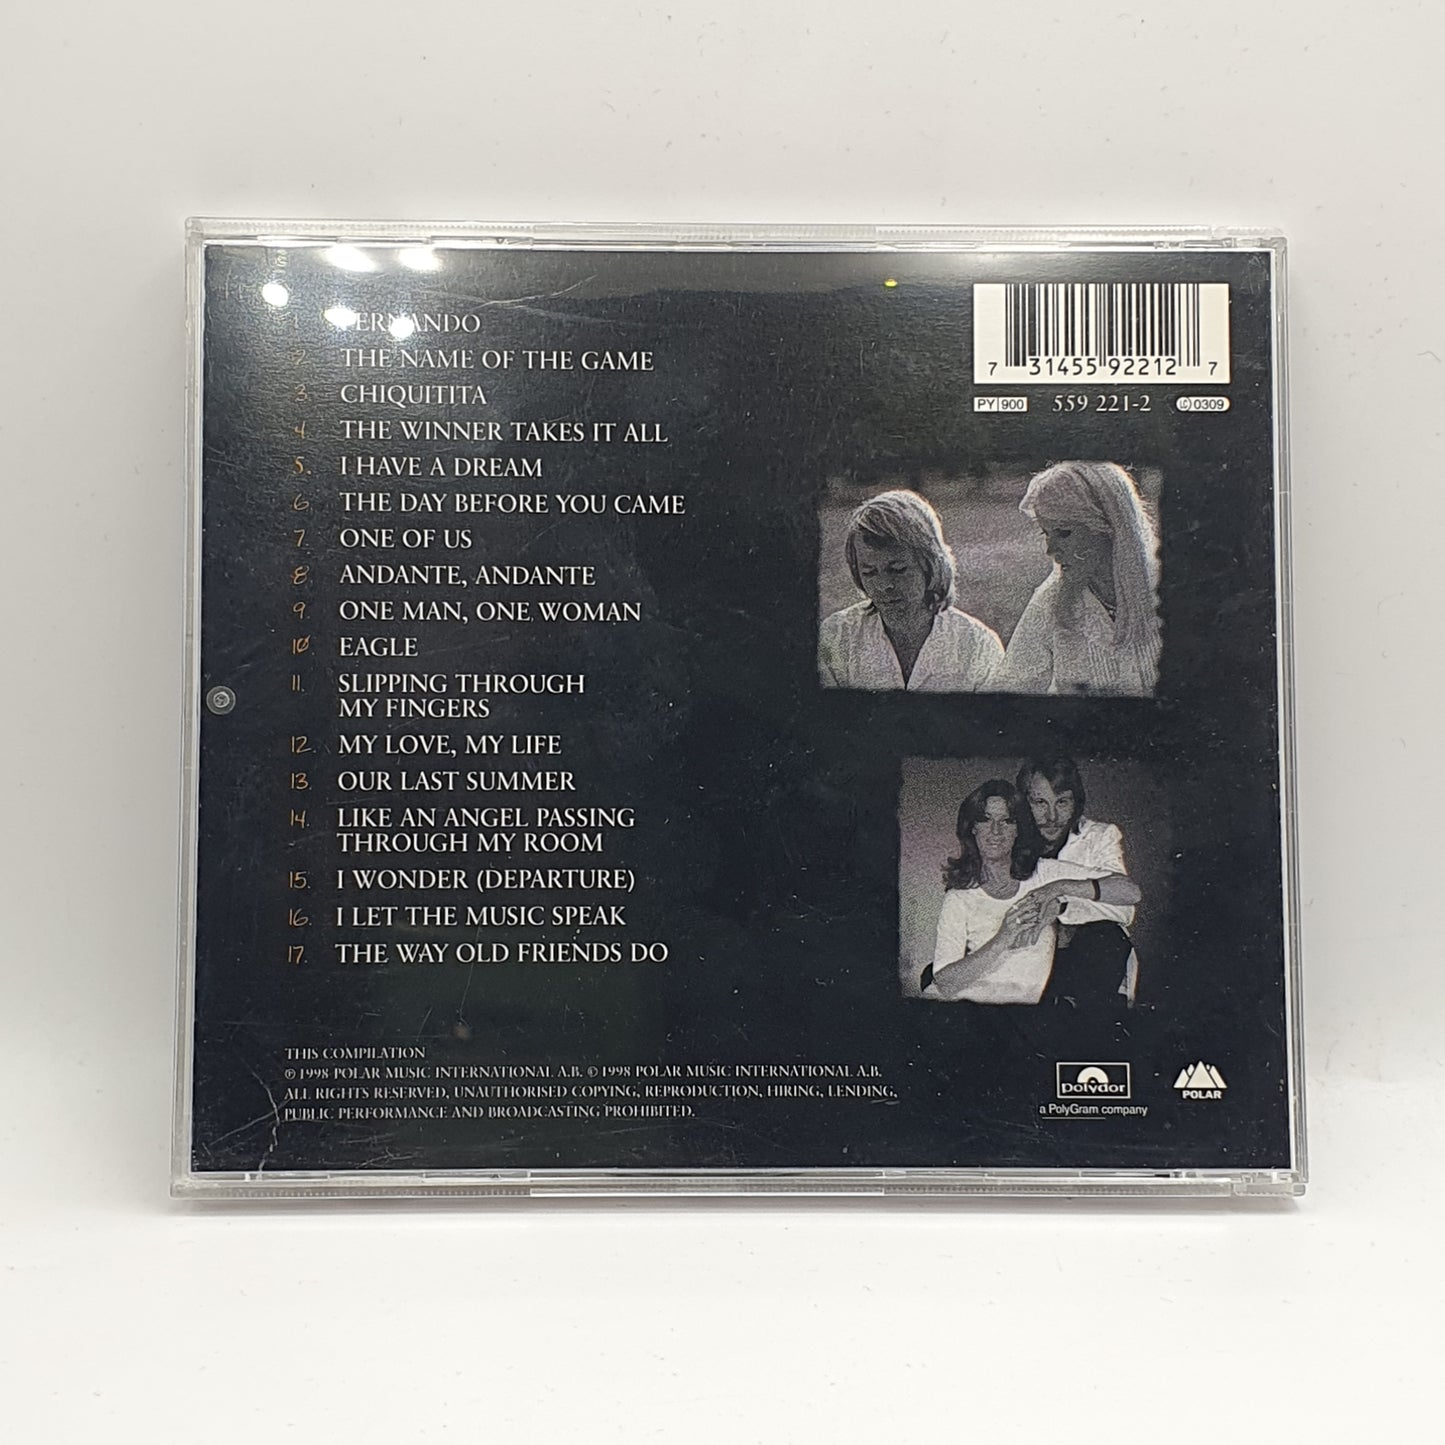 1. FERNANDO
2. THE NAME OF THE GAME
3. CHIQUITITA
4. THE WINNER TAKES IT ALL
5. I HAVE A DREAM
6. THE DAY BEFORE YOU CAME
7. ONE OF US
8. ANDANTE, ANDANTE
9. ONE MAN, ONE WOMAN
10. EAGLE
11. SLIPPING THROUGH
MY FINGERS
12. MY LOVE, MY LIFE
13. OUR LAST SUMMER
14. LIKE AN ANGEL PASSING
THROUGH MY ROOM
15. I WONDER (DEPARTURE)
16. I LET THE MUSIC SPEAK
17. THE WAY OLD FRIENDS DO
7 31455 92212 7
PY 900 559 221-2 LC 0309
THIS COMPILATION
℗ 1998 POLAR MUSIC INTERNATIONAL A.B. © 1998 POLAR MUSIC INTERNATIONAL A.B.
ALL RIGHTS RESERVED, UNAUTHORISED COPYING, REPRODUCTION, HIRING, LENDING,
PUBLIC PERFORMANCE AND BROADCASTING PROHIBITED.
polydor
a PolyGram company
POLAR